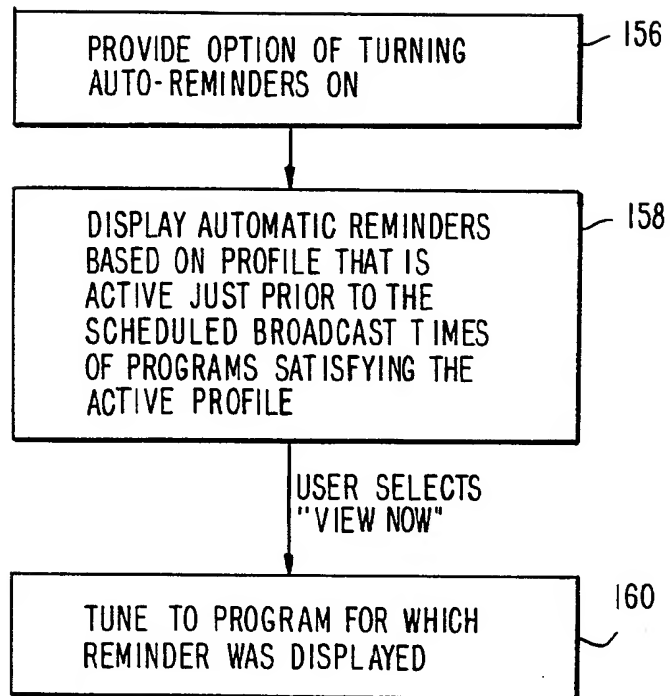 PROVIDE OPTION OF TURNING
AUTO-REMINDERS ON
156
DISPLAY AUTOMATIC REMINDERS
BASED ON PROFILE THAT IS
ACTIVE JUST PRIOR TO THE
SCHEDULED BROADCAST TIMES
OF PROGRAMS SATISFYING THE
ACTIVE PROFILE
158
USER SELECTS
"VIEW NOW"
TUNE TO PROGRAM FOR WHICH
REMINDER WAS DISPLAYED
160